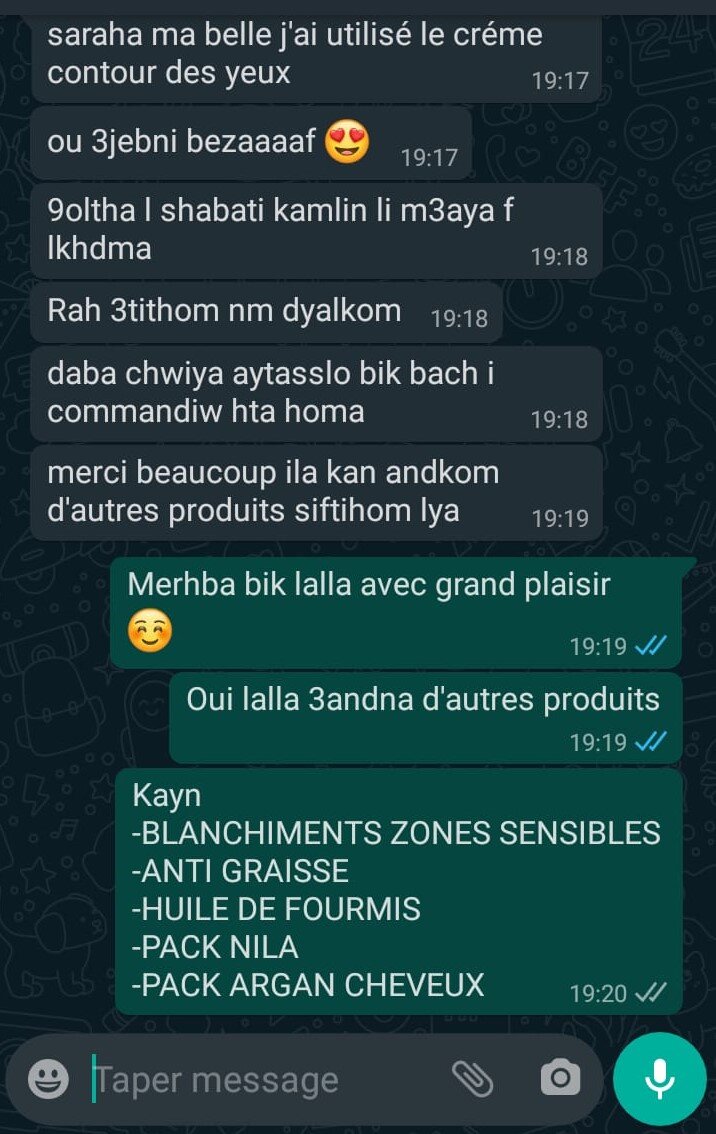 saraha ma belle j'ai utilisé le créme
contour des yeux
19:17
ou 3jebni bezaaaaf 😍
19:17
9oltha l shabati kamlin li m3aya f
lkhdma
19:18
Rah 3tithom nm dyalkom
19:18
daba chwiya aytasslo bik bach i
commandiw hta homa
19:18
merci beaucoup ila kan andkom
d'autres produits siftihom lya
19:19
Merhba bik lalla avec grand plaisir
☺️
19:19
Oui lalla 3andna d'autres produits
19:19
Kayn
-BLANCHIMENTS ZONES SENSIBLES
-ANTI GRAISSE
-HUILE DE FOURMIS
-PACK NILA
-PACK ARGAN CHEVEUX
19:20
Taper message